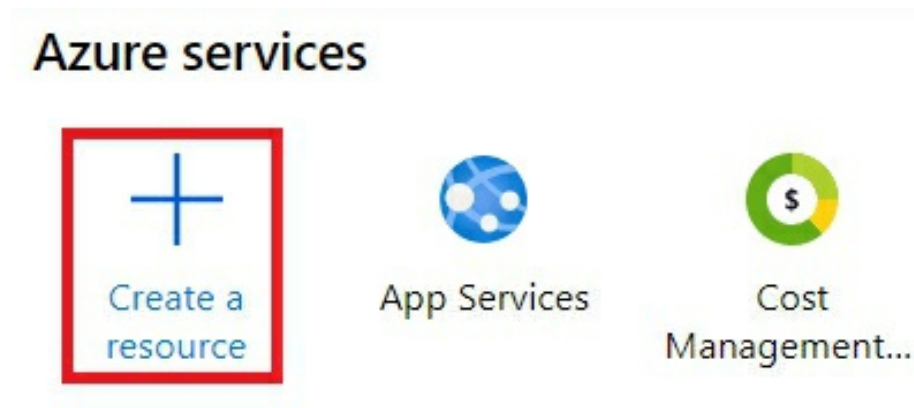 Azure services
$
Create a
resource
App Services
Cost
Management...